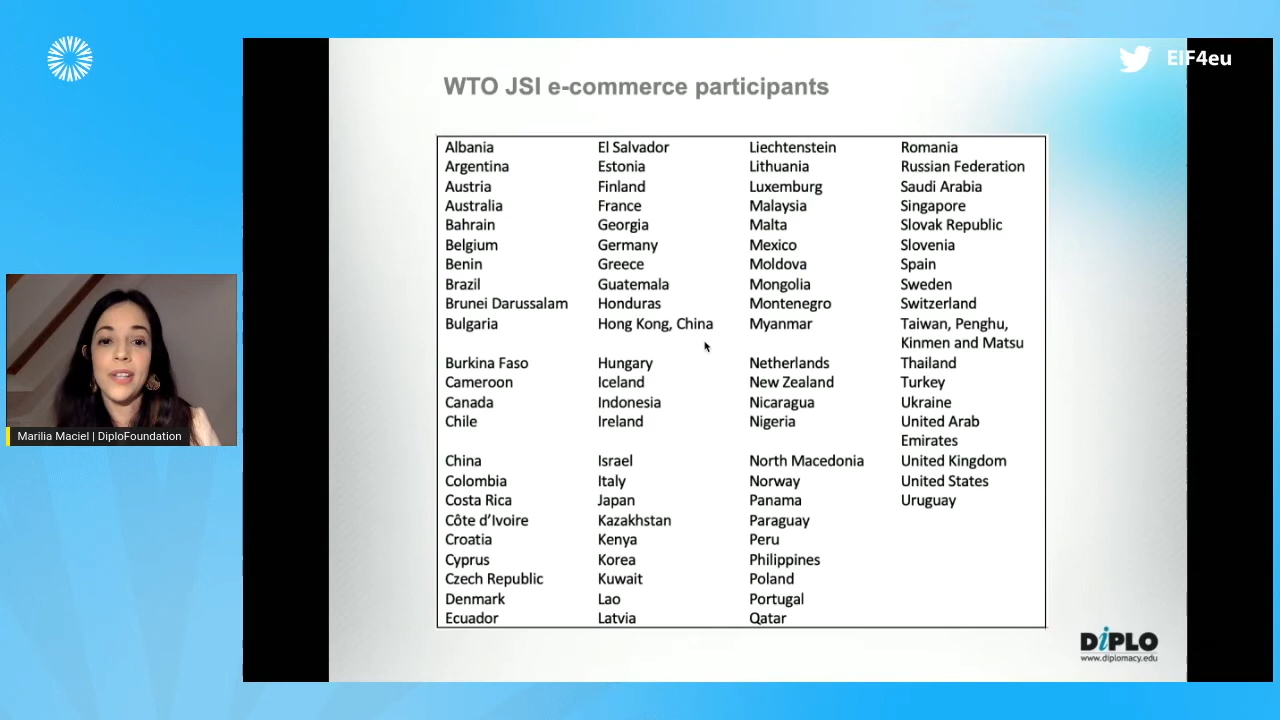 EIF4eu
WTO JSI e-commerce participants
Albania
Argentina
Austria
Australia
Bahrain
Belgium
Benin
Brazil
Brunei Darussalam
Bulgaria
Burkina Faso
Cameroon
Canada
Chile
China
Colombia
Costa Rica
Côte d’Ivoire
Croatia
Cyprus
Czech Republic
Denmark
Ecuador
El Salvador
Estonia
Finland
France
Georgia
Germany
Greece
Guatemala
Honduras
Hong Kong, China
Hungary
Iceland
Indonesia
Ireland
Israel
Italy
Japan
Kazakhstan
Kenya
Korea
Kuwait
Lao
Latvia
Liechtenstein
Lithuania
Luxemburg
Malaysia
Malta
Mexico
Moldova
Mongolia
Montenegro
Myanmar
Netherlands
New Zealand
Nicaragua
Nigeria
North Macedonia
Norway
Panama
Paraguay
Peru
Philippines
Poland
Portugal
Qatar
Romania
Russian Federation
Saudi Arabia
Singapore
Slovak Republic
Slovenia
Spain
Sweden
Switzerland
Taiwan, Penghu,
Kinmen and Matsu
Thailand
Turkey
Ukraine
United Arab
Emirates
United Kingdom
United States
Uruguay
Marilia Maciel | DiploFoundation
DiPLO
www.diplomacy.edu